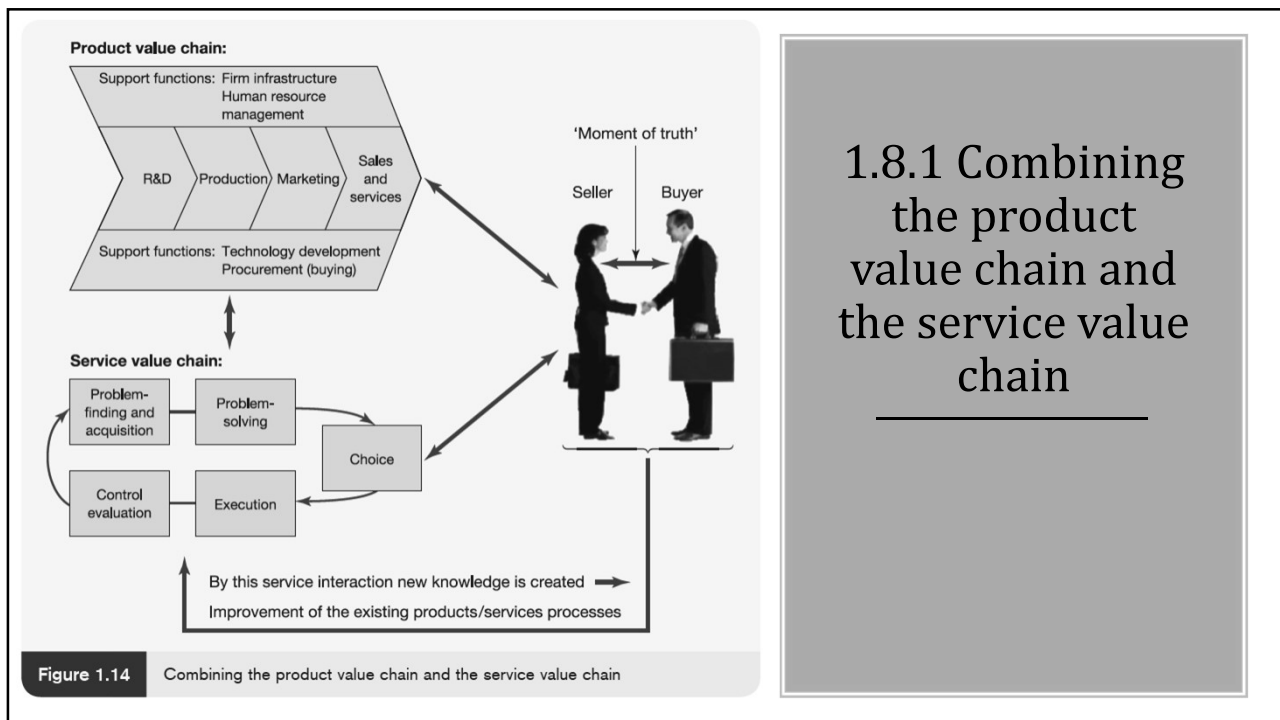 Product value chain:
Support functions: Firm infrastructure
Human resource
management
R&D
Production
Marketing
Sales
and
services
Support functions: Technology development
Procurement (buying)
Service value chain:
Problem-
finding and
acquisition
Problem-
solving
Choice
Control
evaluation
Execution
'Moment of truth'
Seller
Buyer
By this service interaction new knowledge is created
Improvement of the existing products/services processes
Figure 1.14
Combining the product value chain and the service value chain
1.8.1 Combining
the product
value chain and
the service value
chain